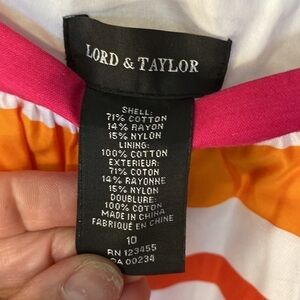 LORD & TAYLOR
SHELL:
71% COTTON
14% RAYON
15% NYLON
LINING:
100% COTTON
EXTERIEUR:
71% COTON
14% RAYONNE
15% NYLON
DOUBLURE:
100% COTON
MADE IN CHINA
FABRIQUÉ EN CHINE
10
RN 123455
CA 00234